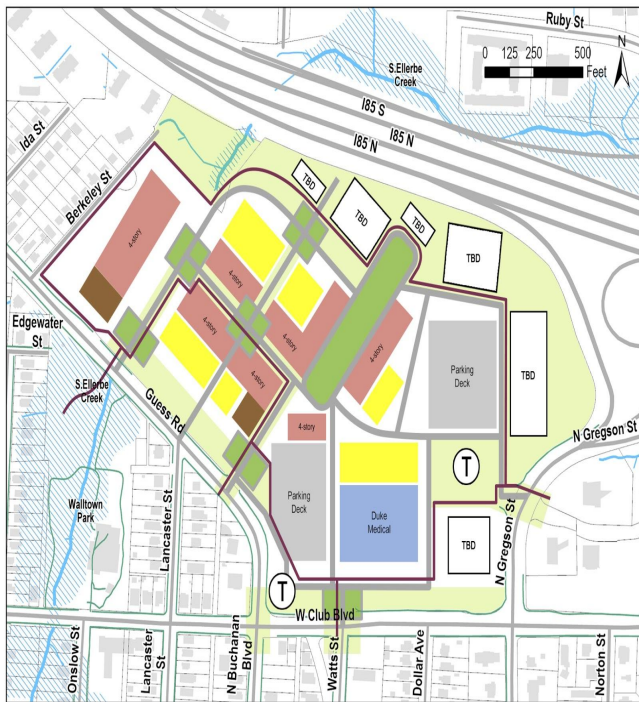 Ruby St
N
0 125 250 500
Feet
S.Ellerbe
Creek
I85 S
I85 N
I85 N
Ida St
Berkeley St
TBD
TBD
TBD
TBD
4-story
4-story
4-story
4-story
4-story
4-story
Parking
Deck
TBD
Edgewater
St
S.Ellerbe
Creek
Guess Rd
N Gregson St
4-story
T
Walltown
Park
Lancaster St
Parking
Deck
Duke
Medical
TBD
N Gregson St
T
W Club Blvd
Onslow St
Lancaster
St
N Buchanan
Blvd
Watts St
Dollar Ave
Norton St